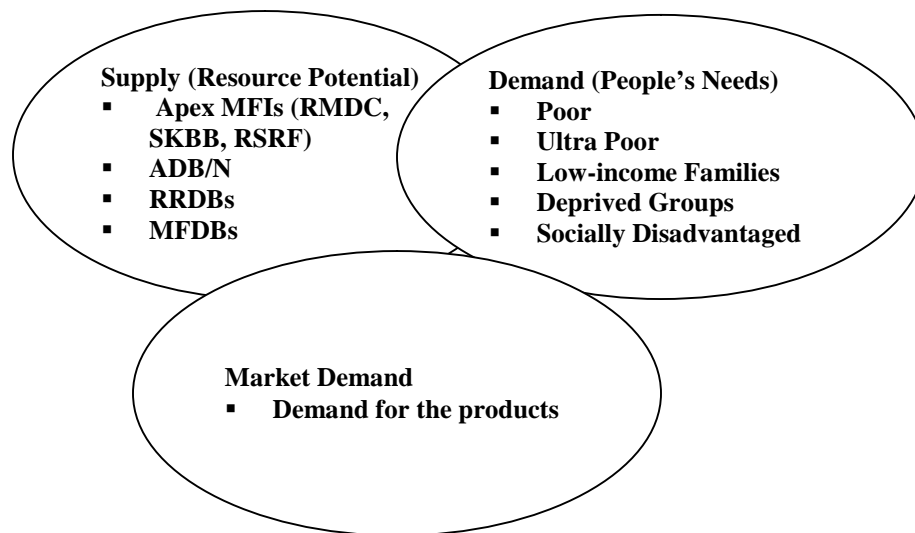 Supply (Resource Potential)
▪ Apex MFIs (RMDC,
SKBB, RSRF)
▪ ADB/N
▪ RRDBs
▪ MFDBs
Demand (People’s Needs)
▪ Poor
▪ Ultra Poor
▪ Low-income Families
▪ Deprived Groups
▪ Socially Disadvantaged
Market Demand
▪ Demand for the products